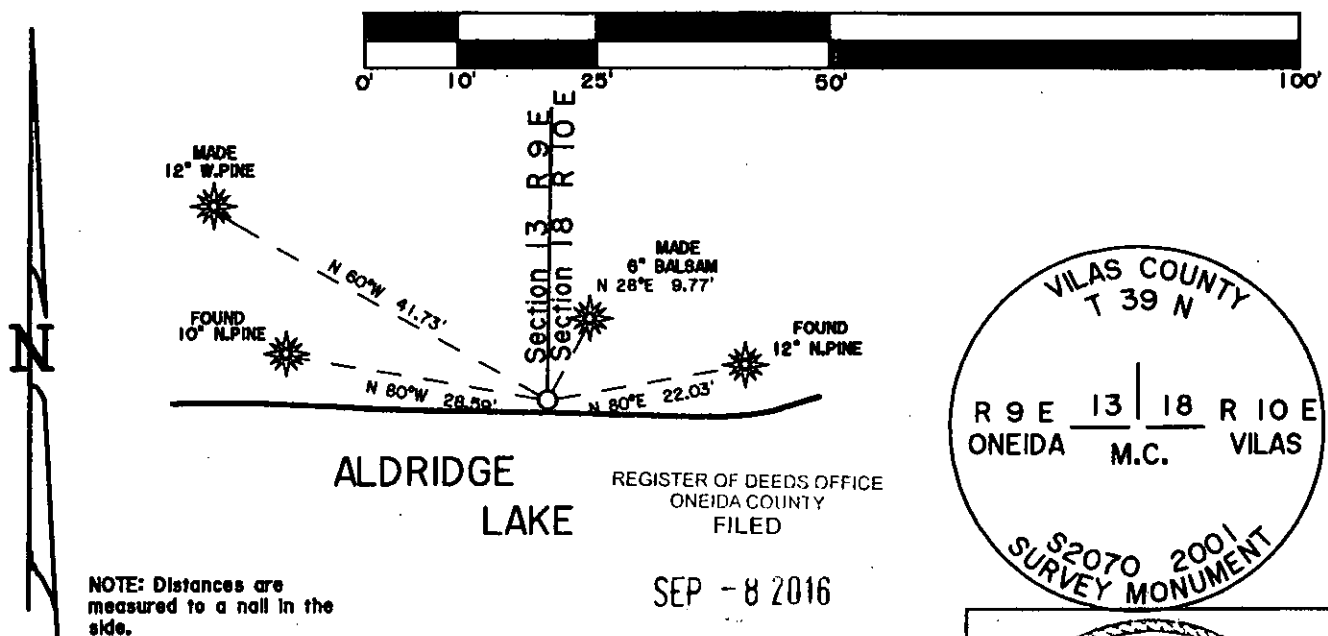 0' 10' 25' 50' 100'
Section 13 R 9 E
Section 18 R 10 E
MADE
12" W.PINE
N 60°W 41.73'
MADE
6" BALSAM
N 28°E 9.77'
FOUND
10" N.PINE
N 80°W 28.59'
FOUND
12" N.PINE
N 80°E 22.03'
N
ALDRIDGE
LAKE
REGISTER OF DEEDS OFFICE
ONEIDA COUNTY
FILED
SEP - 8 2016
NOTE: Distances are
measured to a nail in the
side.
VILAS COUNTY
T 39 N
R 9 E 13 18 R 10 E
ONEIDA M.C. VILAS
S2070 2001
SURVEY MONUMENT